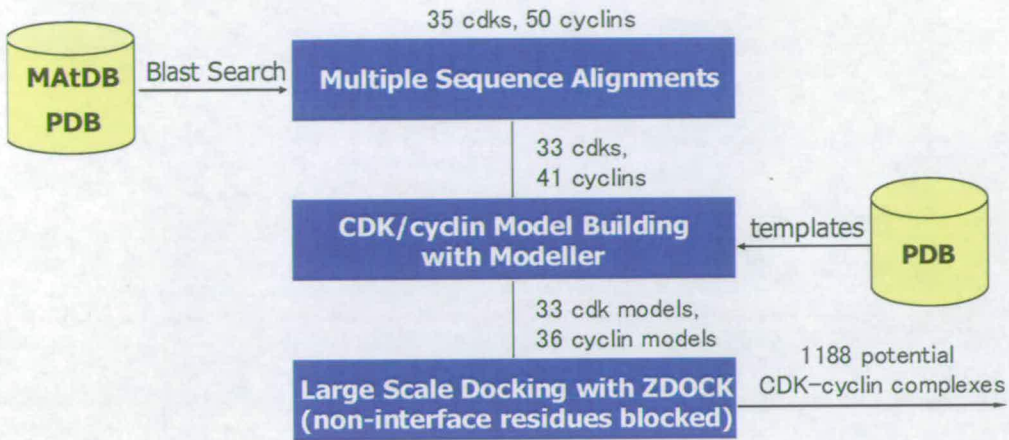 35 cdks, 50 cyclins
MAtDB
PDB
Blast Search
Multiple Sequence Alignments
33 cdks,
41 cyclins
CDK/cyclin Model Building
with Modeller
templates
PDB
33 cdk models,
36 cyclin models
Large Scale Docking with ZDOCK
(non-interface residues blocked)
1188 potential
CDK-cyclin complexes